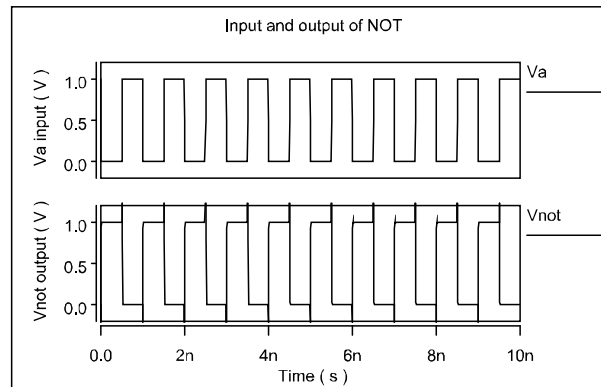 Input and output of NOT
Va input ( V )
1.0
0.5
0.0
Va
Vnot output ( V )
1.0
0.5
0.0
Vnot
0.0 2n 4n 6n 8n 10n
Time ( s )